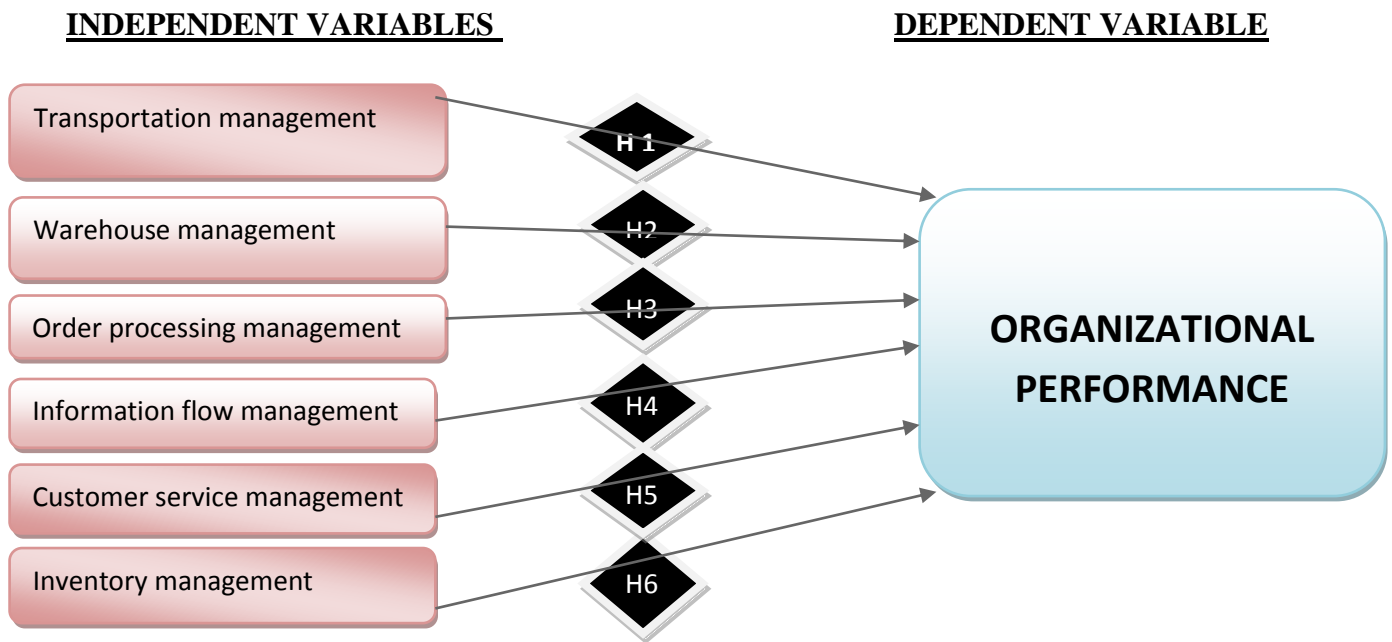 INDEPENDENT VARIABLES
DEPENDENT VARIABLE
Transportation management
H 1
Warehouse management
H2
Order processing management
H3
Information flow management
H4
Customer service management
H5
Inventory management
H6
ORGANIZATIONAL
PERFORMANCE